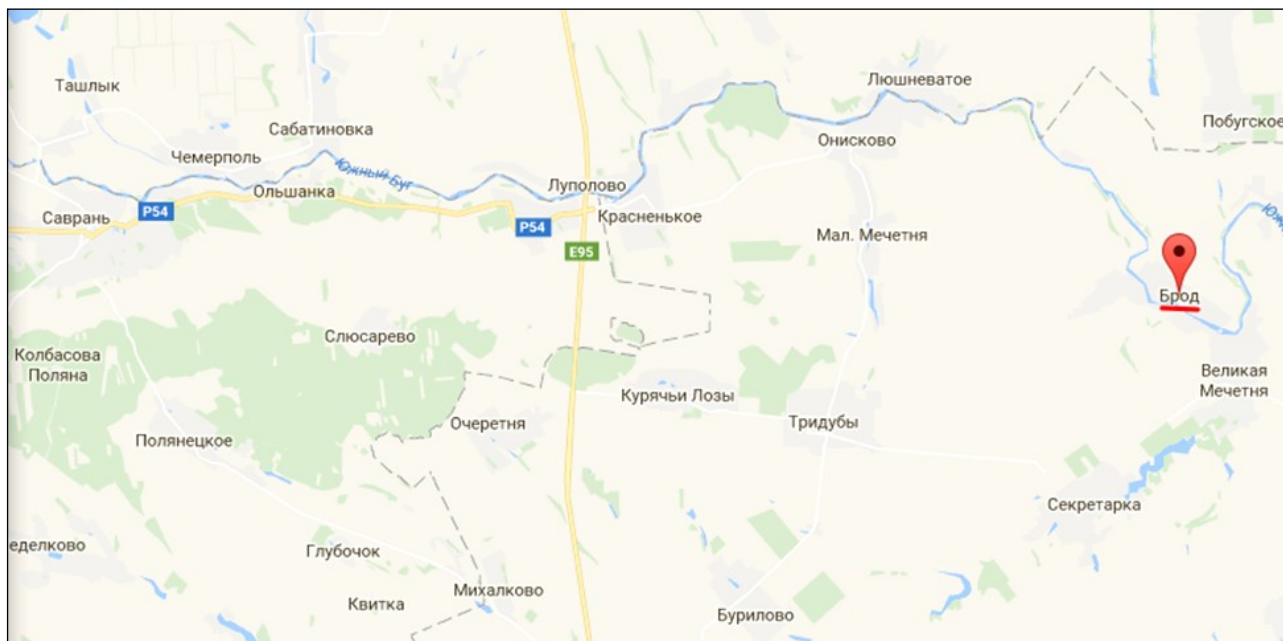 Ташлык
Люшневатое
Побугское
Сабатиновка
Онисково
Чемерполь
Южный Буг
Ольшанка
Луполово
Саврань
P54
P54
Красненькое
Мал. Мечетня
E95
Брод
Слюсарево
Колбасова
Поляна
Великая
Мечетня
Курячьи Лозы
Полянецкое
Очеретня
Тридубы
Секретарка
еделково
Глубочок
Михалково
Квитка
Бурилово